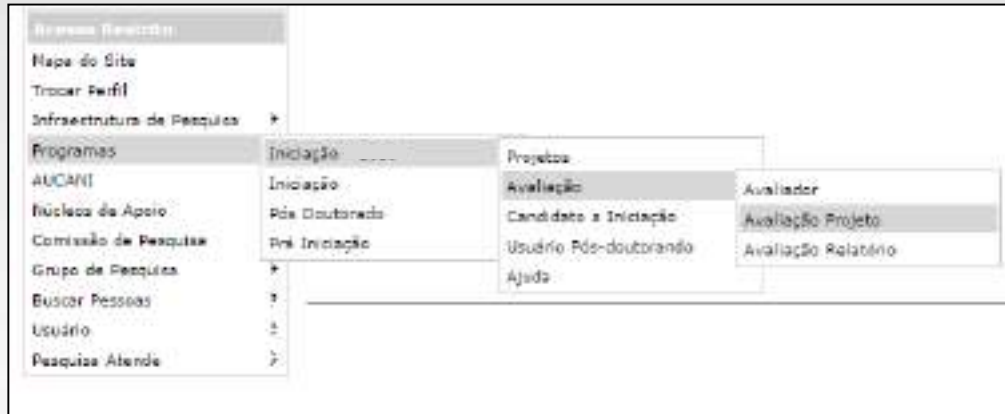 Acesso Restrito
Mapa do Site
Trocar Perfil
Infraestrutura de Pesquisa
Programas
AUCANI
Núcleos de Apoio
Comissão de Pesquisa
Grupo de Pesquisa
Buscar Pessoas
Usuário
Pesquisa Atende
Iniciação
Iniciação
Pós Doutorado
Pré Iniciação
Projetos
Avaliação
Candidato a Iniciação
Usuário Pós-doutorando
Ajuda
Avaliador
Avaliação Projeto
Avaliação Relatório